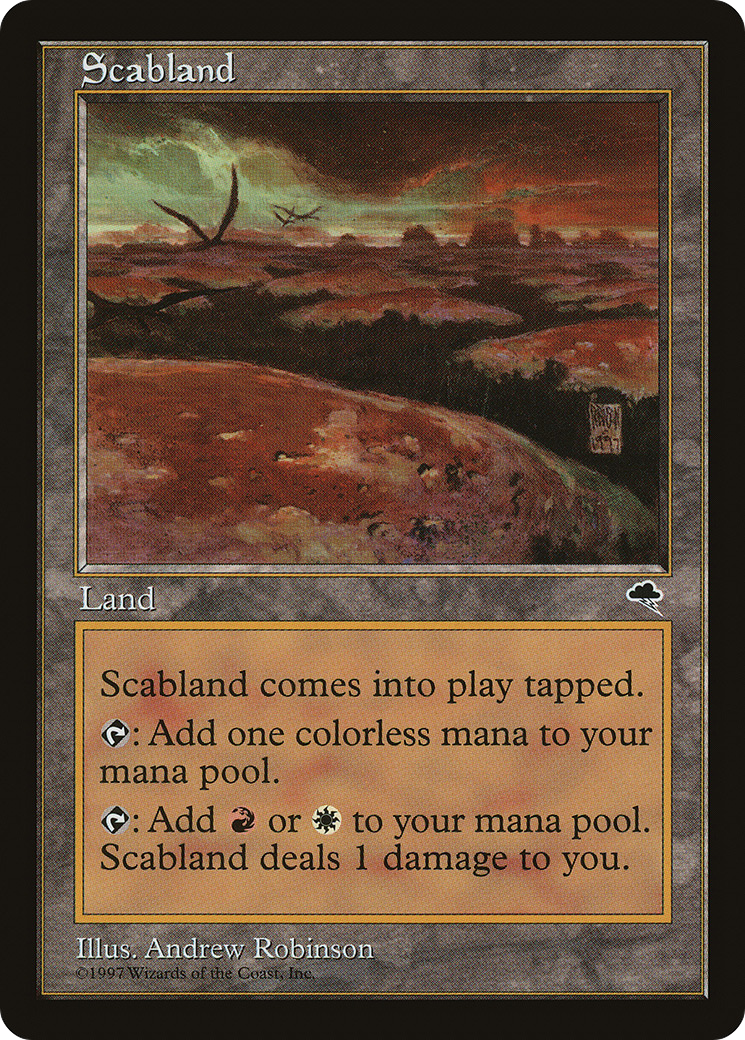 Scabland
1997
Land
Scabland comes into play tapped.
: Add one colorless mana to your
mana pool.
: Add or to your mana pool.
Scabland deals 1 damage to you.
Illus. Andrew Robinson
©1997 Wizards of the Coast, Inc.